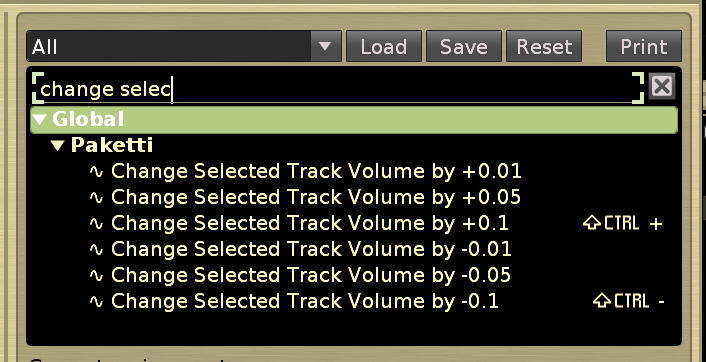 All Load Save Reset Print
change selec
Global
Paketti
Change Selected Track Volume by +0.01
Change Selected Track Volume by +0.05
Change Selected Track Volume by +0.1 CTRL +
Change Selected Track Volume by -0.01
Change Selected Track Volume by -0.05
Change Selected Track Volume by -0.1 CTRL -